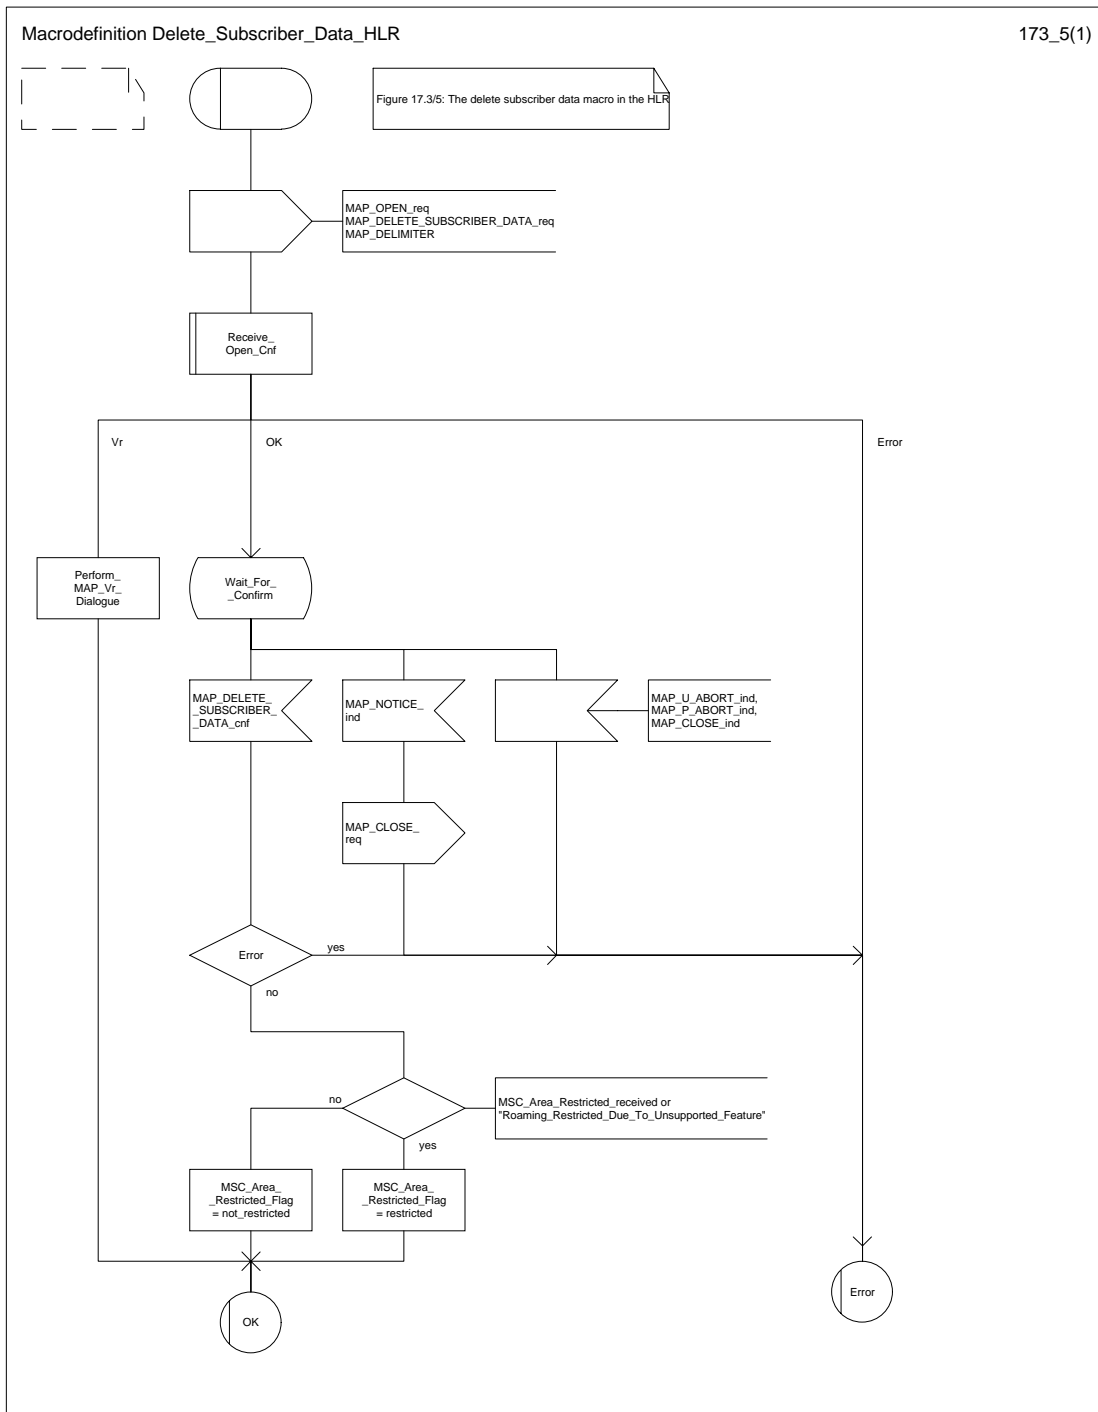 Macrodefinition Delete_Subscriber_Data_HLR
173_5(1)
Figure 17.3/5: The delete subscriber data macro in the HLR
MAP_OPEN_req
MAP_DELETE_SUBSCRIBER_DATA_req
MAP_DELIMITER
Receive_
Open_Cnf
Vr
OK
Error
Perform_
MAP_Vr_
Dialogue
Wait_For_
_Confirm
MAP_DELETE_
_SUBSCRIBER_
_DATA_cnf
MAP_NOTICE_
ind
MAP_U_ABORT_ind,
MAP_P_ABORT_ind,
MAP_CLOSE_ind
MAP_CLOSE_
req
Error
yes
no
no
MSC_Area_Restricted_received or
"Roaming_Restricted_Due_To_Unsupported_Feature"
yes
MSC_Area_
_Restricted_Flag
= not_restricted
MSC_Area_
_Restricted_Flag
= restricted
OK
Error